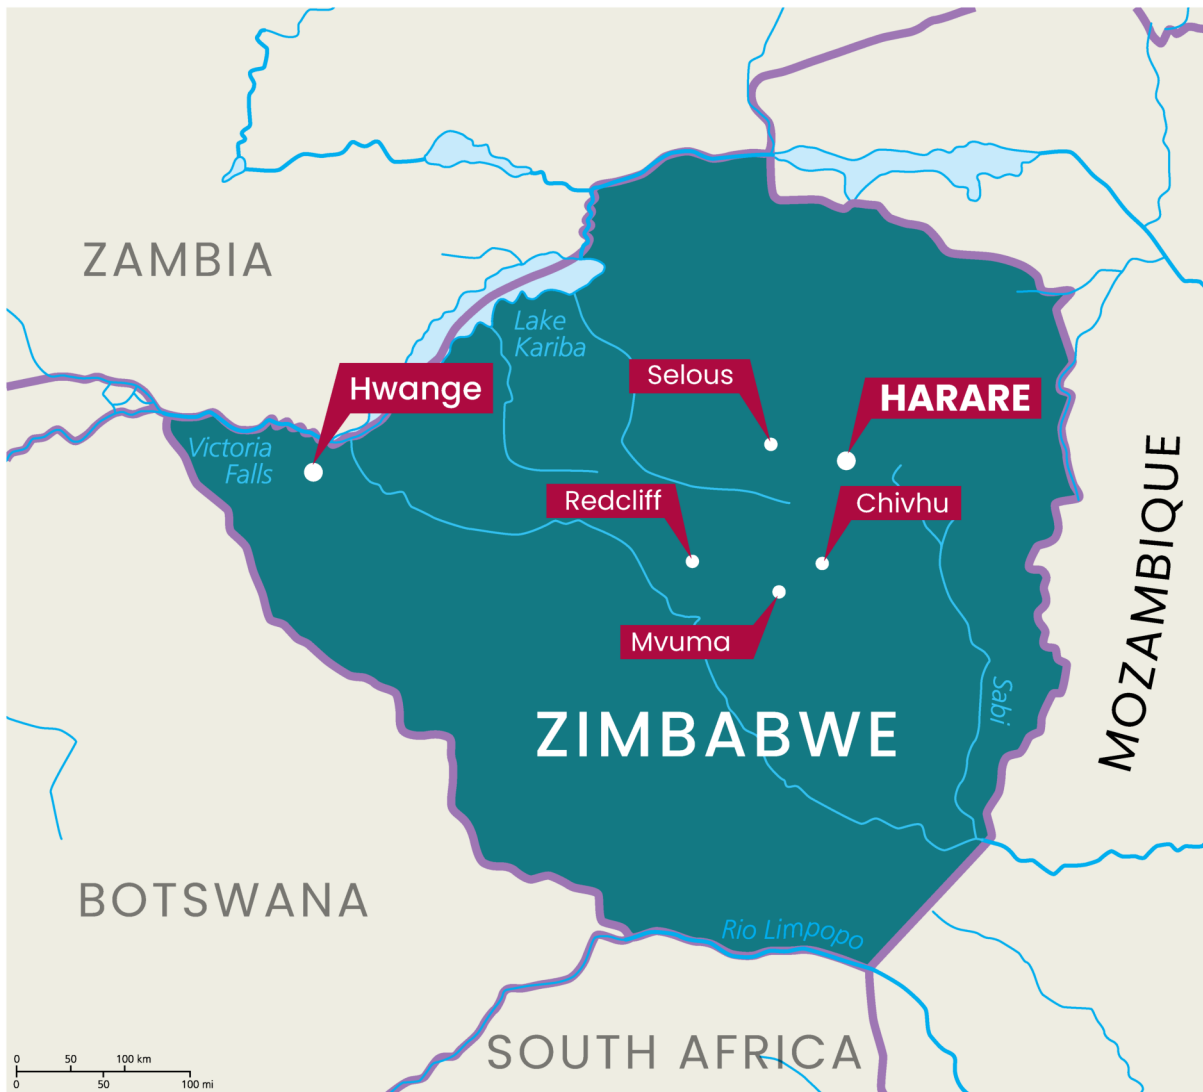 ZAMBIA
Lake
Kariba
Hwange
Selous
HARARE
Victoria
Falls
Redcliff
Chivhu
Mvuma
MOZAMBIQUE
Sabi
ZIMBABWE
BOTSWANA
Rio Limpopo
SOUTH AFRICA
0 50 100 km
0 50 100 mi